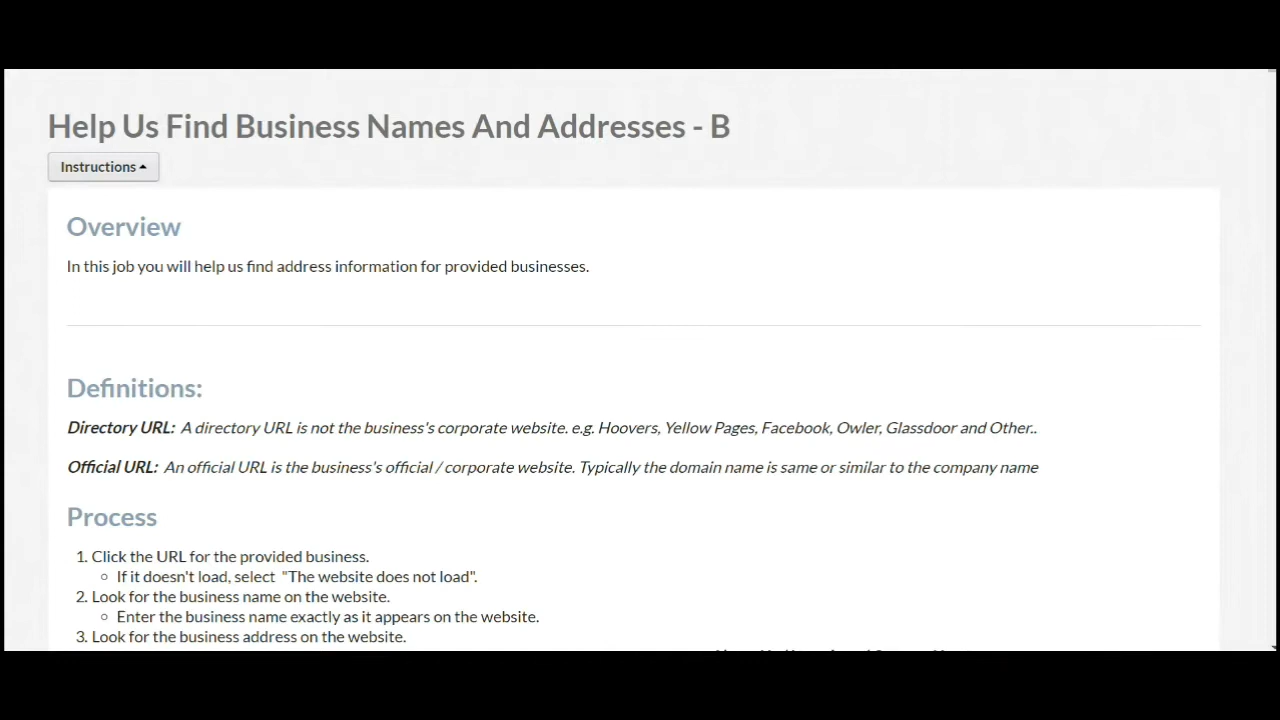 Help Us Find Business Names And Addresses - B
Instructions
Overview
In this job you will help us find address information for provided businesses.
Definitions:
Directory URL: A directory URL is not the business's corporate website. e.g. Hoovers, Yellow Pages, Facebook, Owler, Glassdoor and Other..
Official URL: An official URL is the business's official / corporate website. Typically the domain name is same or similar to the company name
Process
1. Click the URL for the provided business.
If it doesn't load, select "The website does not load".
2. Look for the business name on the website.
Enter the business name exactly as it appears on the website.
3. Look for the business address on the website.